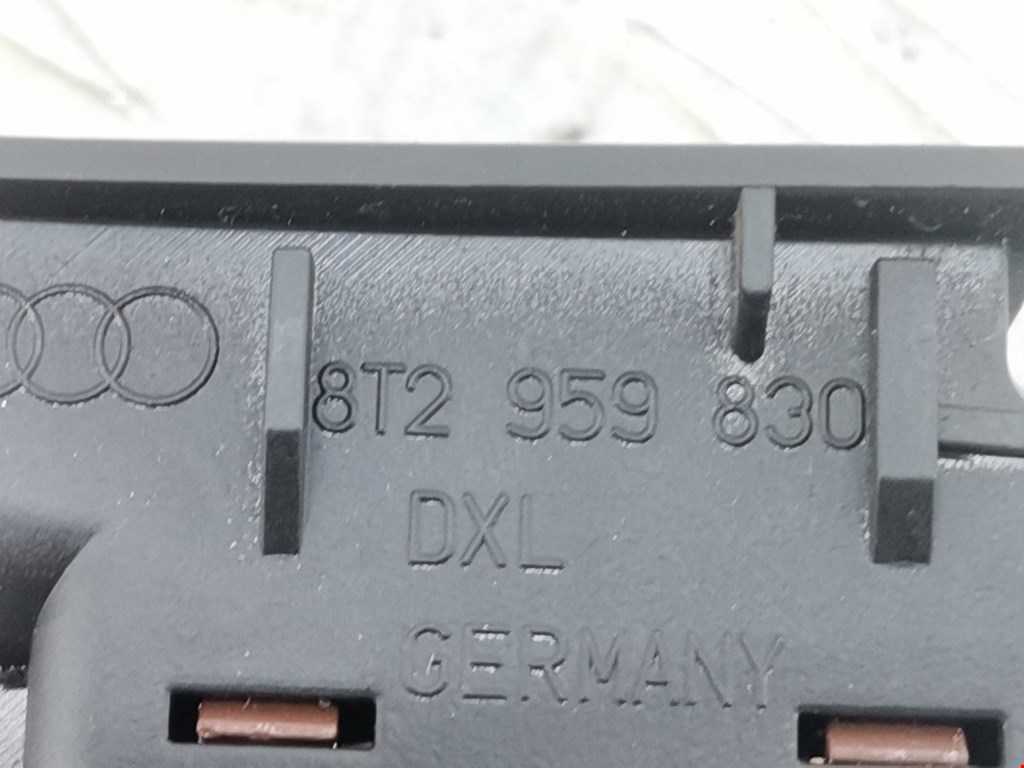 8T2 959 830
DXL
GERMANY